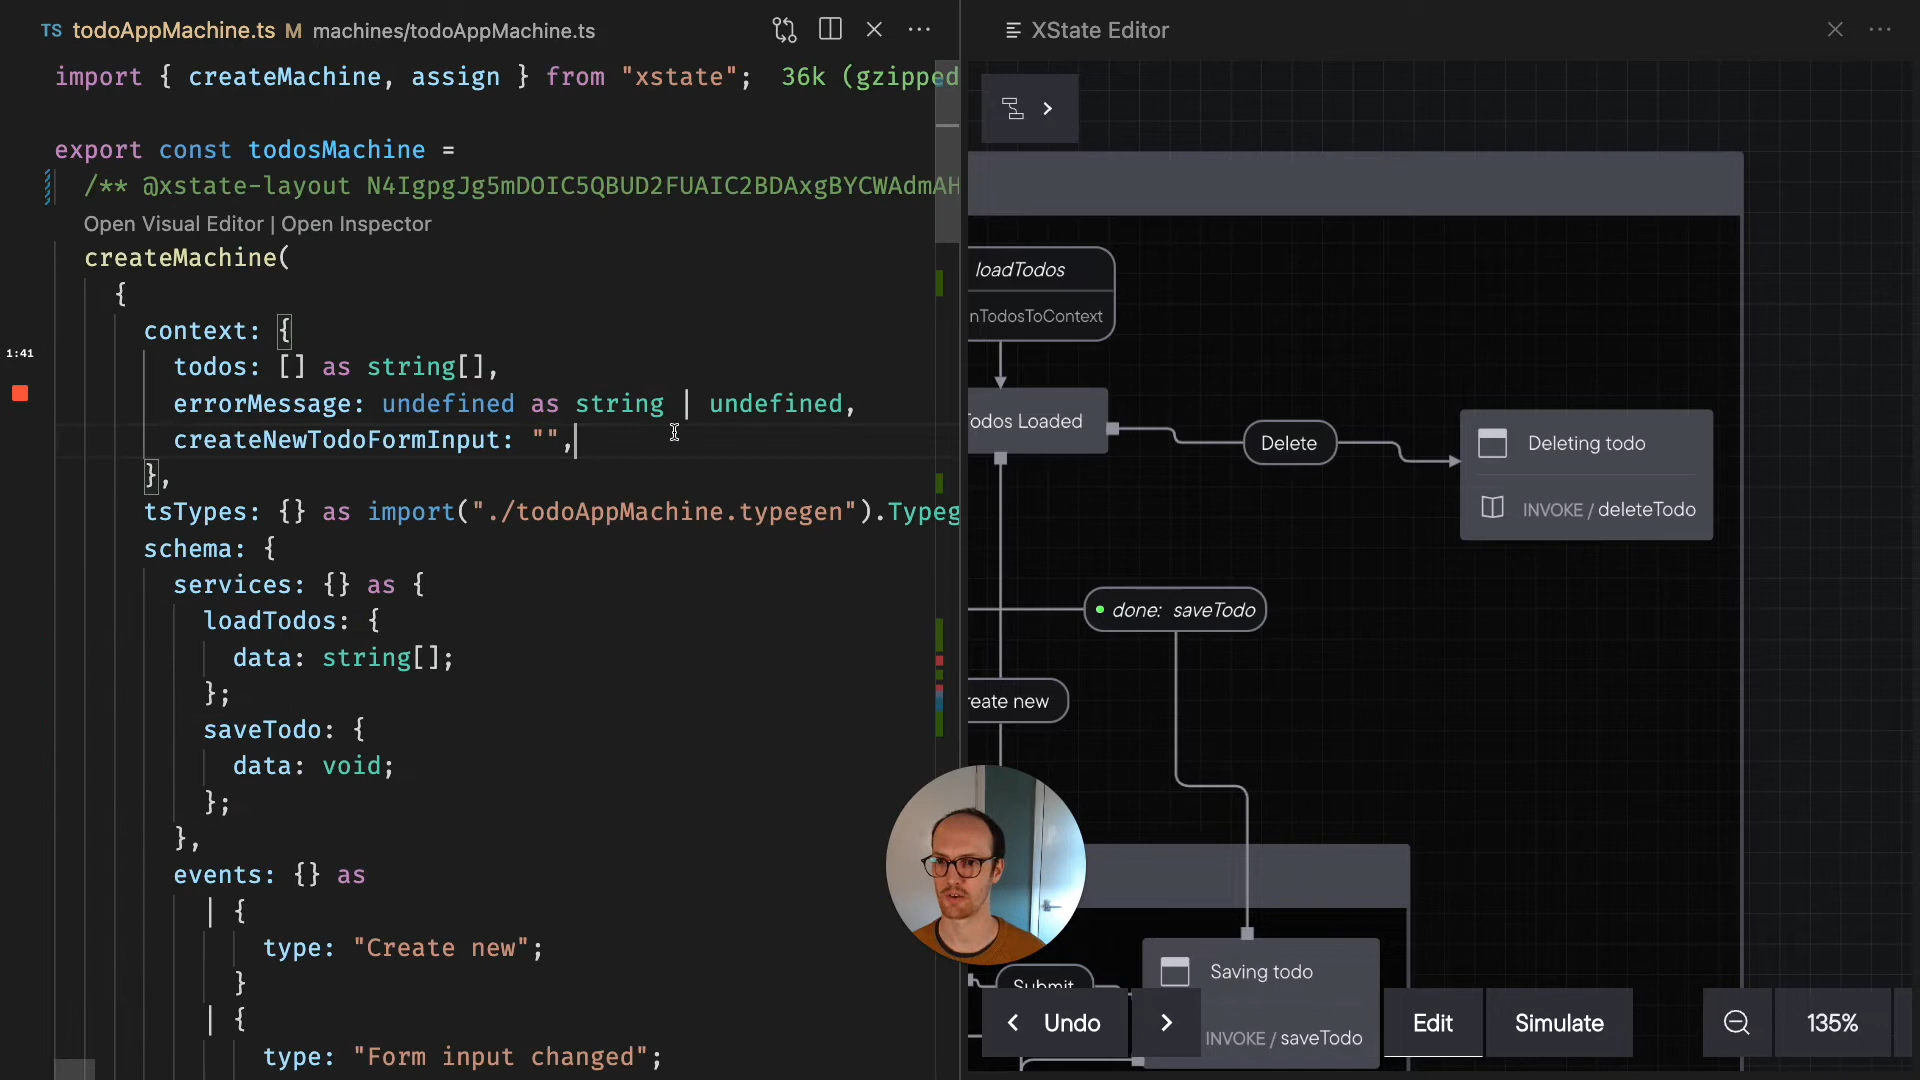 TS todoAppMachine.ts M machines/todoAppMachine.ts
import { createMachine, assign } from "xstate"; 36k (gzipped
export const todosMachine =
/** @xstate-layout N4IgpgJg5mDOIC5QBUD2FUAIC2BDAxgBYCWAdmAH
Open Visual Editor | Open Inspector
createMachine(
{
context: {
todos: [] as string[],
errorMessage: undefined as string | undefined,
createNewTodoFormInput: "",
},
tsTypes: {} as import("./todoAppMachine.typegen").Typeg
schema: {
services: {} as {
loadTodos: {
data: string[];
};
saveTodo: {
data: void;
};
},
events: {} as
| {
type: "Create new";
}
| {
type: "Form input changed";
1:41
XState Editor
loadTodos
nTodosToContext
Todos Loaded
Delete
Deleting todo
INVOKE / deleteTodo
done: saveTodo
reate new
Submit
Saving todo
INVOKE / saveTodo
Undo
Edit
Simulate
135%